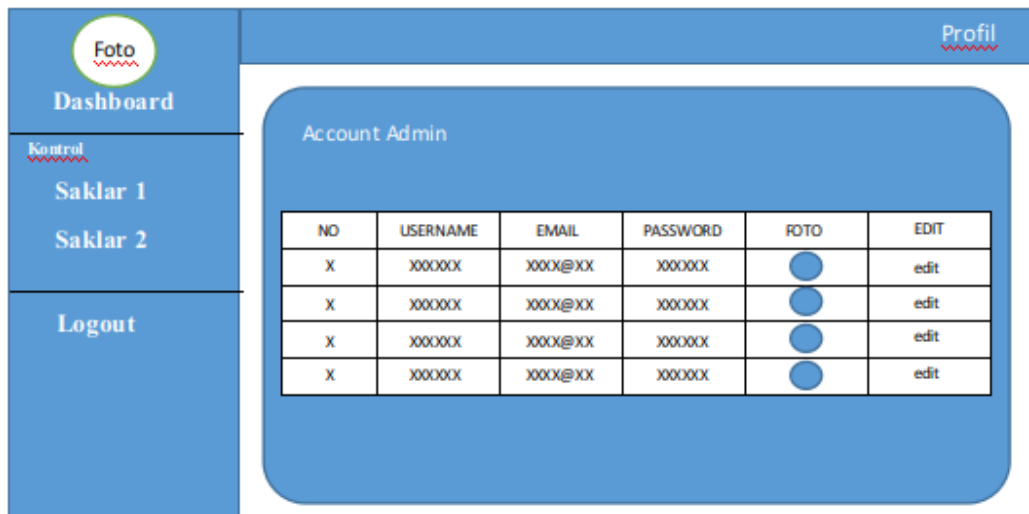 Foto
Dashboard
Kontrol
Saklar 1
Saklar 2
Logout
Profil
Account Admin
NO USERNAME EMAIL PASSWORD FOTO EDIT
X XXXXXX XXXX@XX XXXXXX edit
X XXXXXX XXXX@XX XXXXXX edit
X XXXXXX XXXX@XX XXXXXX edit
X XXXXXX XXXX@XX XXXXXX edit